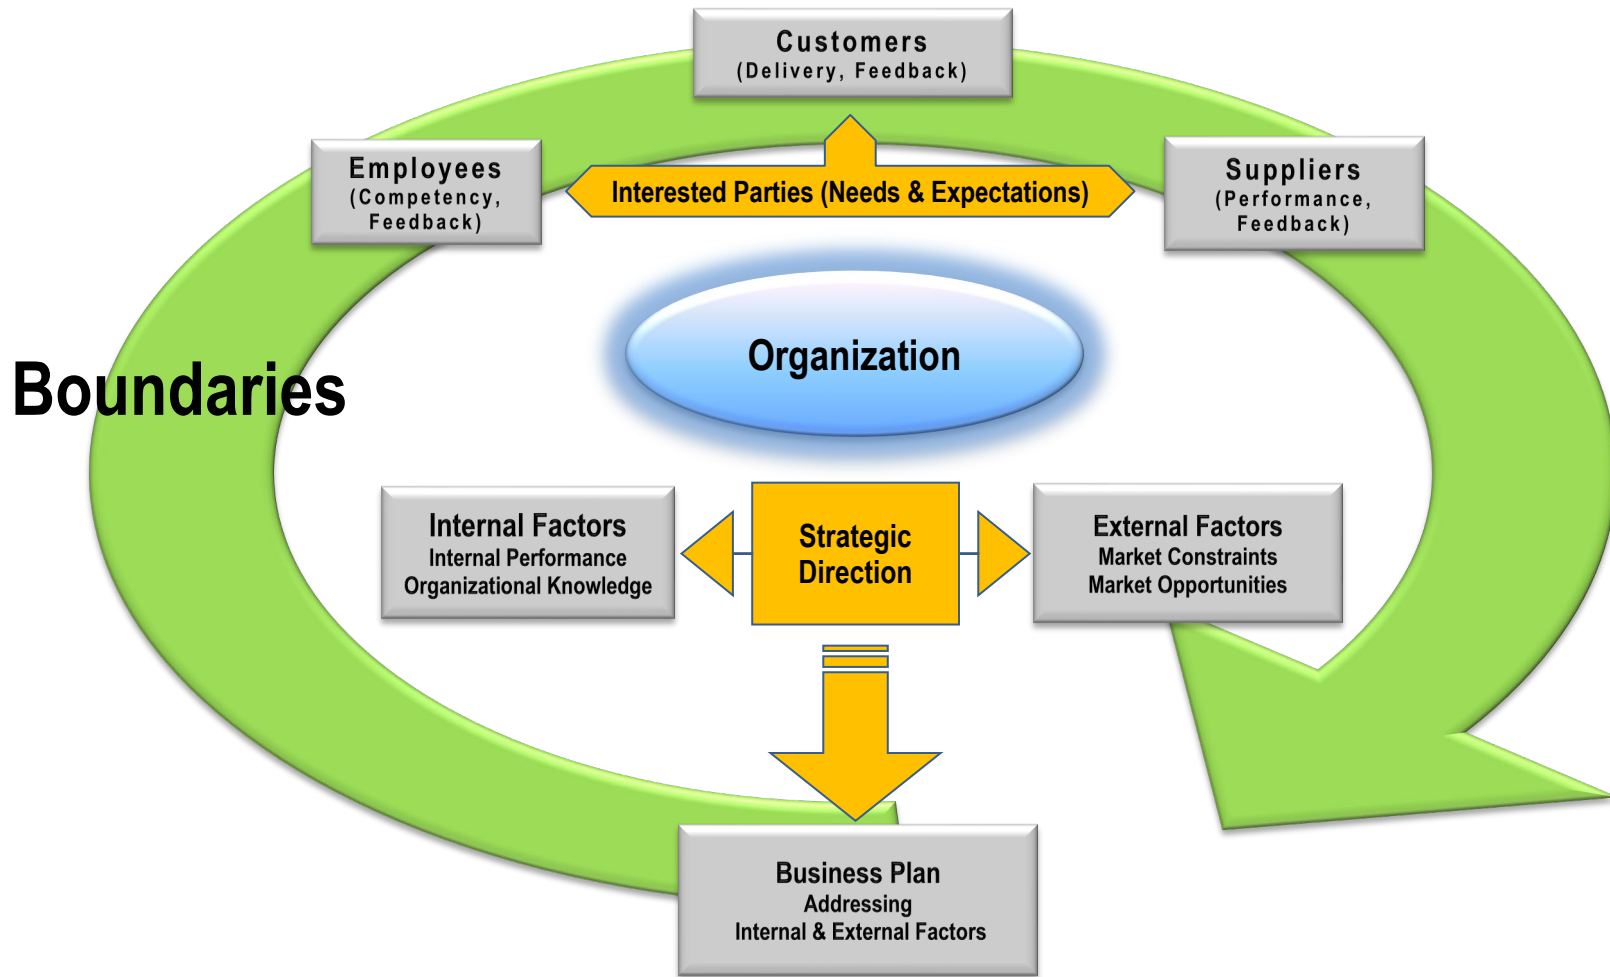 Customers
(Delivery, Feedback)
Employees
(Competency,
Feedback)
Interested Parties (Needs & Expectations)
Suppliers
(Performance,
Feedback)
Organization
Boundaries
Internal Factors
Internal Performance
Organizational Knowledge
Strategic
Direction
External Factors
Market Constraints
Market Opportunities
Business Plan
Addressing
Internal & External Factors